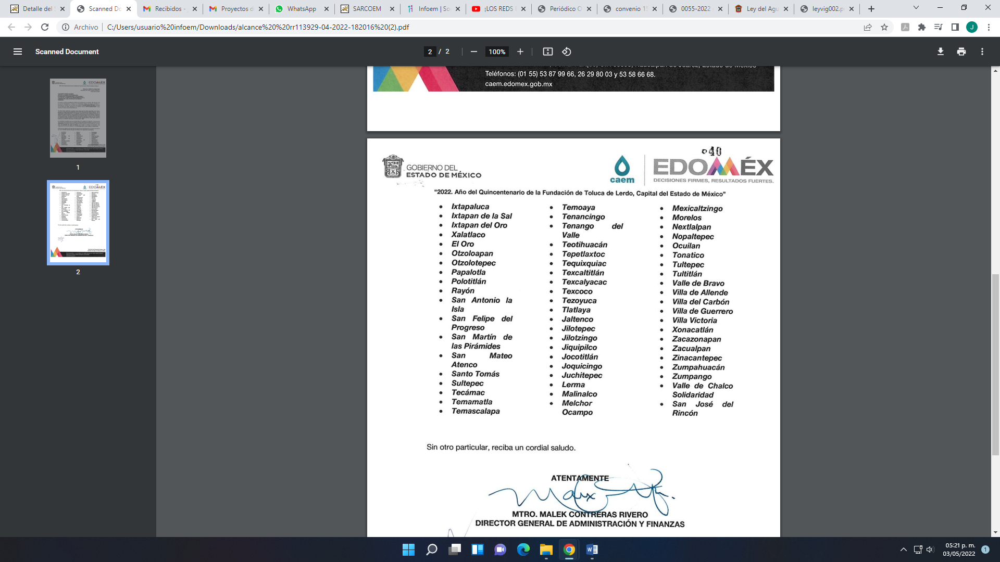 Detalle del S
Scanned Do
Recibidos -
Proyectos d
WhatsApp
SARCOEM
Infoem | So
¡LOS REDS
Periódico O
convenio 15
0055-2022
Ley del Agu
leyvig002.p
Archivo
C:/Users/usuario%20infoem/Downloads/alcance%20%20rr113929-04-2022-182016%20(2).pdf
J
Scanned Document
2 / 2
100%
1
2
Teléfonos: (01 55) 53 87 99 66, 26 29 80 03 y 53 58 66 68.
caem.edomex.gob.mx
40
GOBIERNO DEL
ESTADO DE MÉXICO
caem
EDOMÉX
DECISIONES FIRMES, RESULTADOS FUERTES.
“2022. Año del Quincentenario de la Fundación de Toluca de Lerdo, Capital del Estado de México”
• Ixtapaluca
• Ixtapan de la Sal
• Ixtapan del Oro
• Xalatlaco
• El Oro
• Otzoloapan
• Otzolotepec
• Papalotla
• Polotitlán
• Rayón
• San Antonio la
Isla
• San Felipe del
Progreso
• San Martín de
las Pirámides
• San Mateo
Atenco
• Santo Tomás
• Sultepec
• Tecámac
• Temamatla
• Temascalapa
• Temoaya
• Tenancingo
• Tenango del
Valle
• Teotihuacán
• Tepetlaxtoc
• Tequixquiac
• Texcaltitlán
• Texcalyacac
• Texcoco
• Tezoyuca
• Tlatlaya
• Jaltenco
• Jilotepec
• Jilotzingo
• Jiquipilco
• Jocotitlán
• Joquicingo
• Juchitepec
• Lerma
• Malinalco
• Melchor
Ocampo
• Mexicaltzingo
• Morelos
• Nextlalpan
• Nopaltepec
• Ocuilan
• Tonatico
• Tultepec
• Tultitlán
• Valle de Bravo
• Villa de Allende
• Villa del Carbón
• Villa de Guerrero
• Villa Victoria
• Xonacatlán
• Zacazonapan
• Zacualpan
• Zinacantepec
• Zumpahuacán
• Zumpango
• Valle de Chalco
Solidaridad
• San José del
Rincón
Sin otro particular, reciba un cordial saludo.
ATENTAMENTE
MTRO. MALEK CONTRERAS RIVERO
DIRECTOR GENERAL DE ADMINISTRACIÓN Y FINANZAS
05:21 p. m.
03/05/2022
1